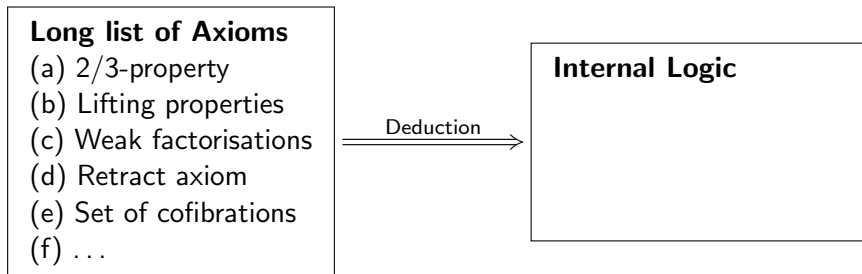 Long list of Axioms
(a) 2/3-property
(b) Lifting properties
(c) Weak factorisations
(d) Retract axiom
(e) Set of cofibrations
(f) . . .
Deduction
Internal Logic